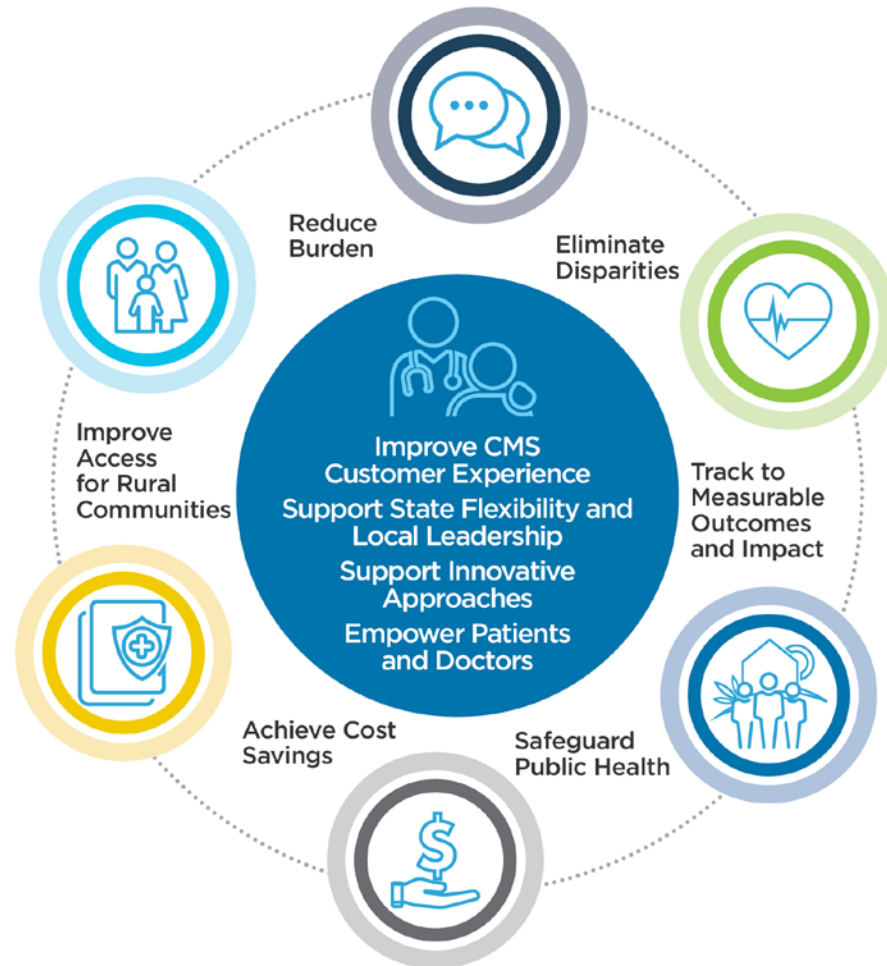 Reduce
Burden
Eliminate
Disparities
Improve
Access
for Rural
Communities
Improve CMS
Customer Experience
Support State Flexibility and
Local Leadership
Support Innovative
Approaches
Empower Patients
and Doctors
Track to
Measurable
Outcomes
and Impact
Achieve Cost
Savings
Safeguard
Public Health
$